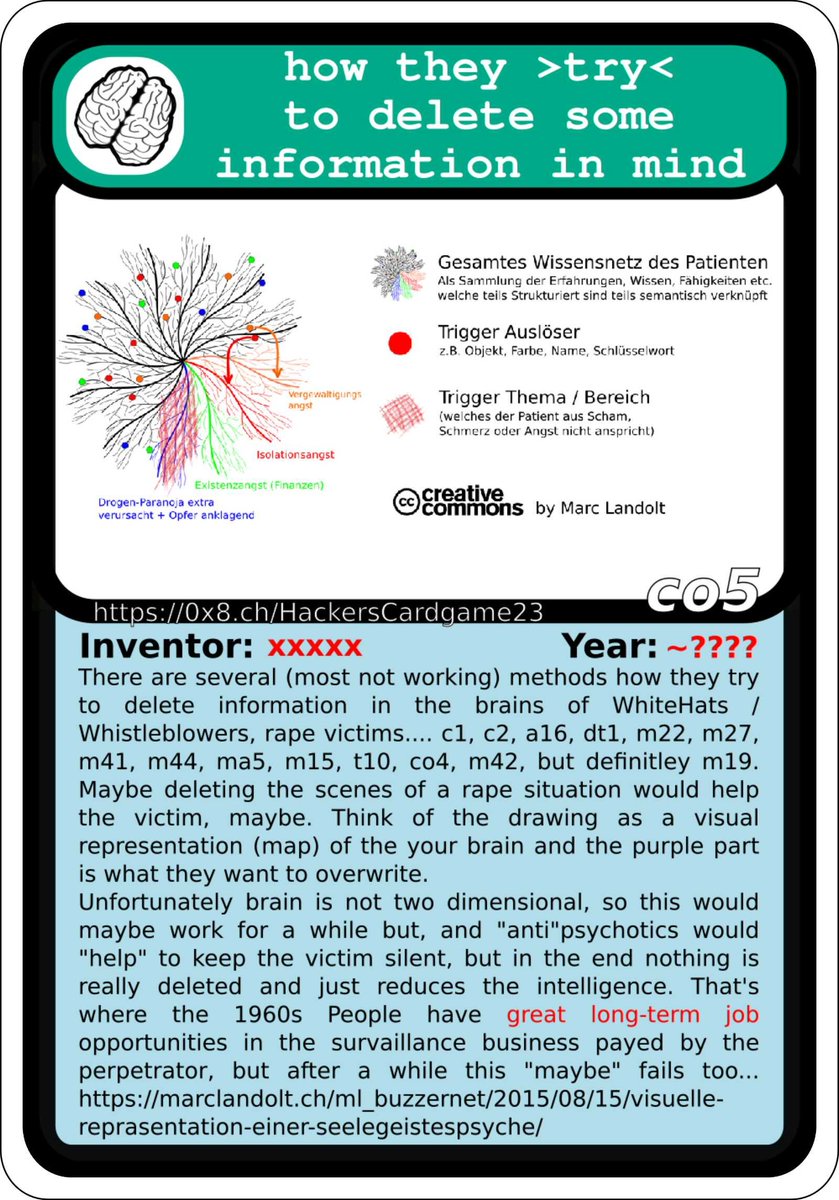 how they >try<
to delete some
information in mind
Gesamtes Wissensnetz des Patienten
Als Sammlung der Erfahrungen, Wissen, Fähigkeiten etc.
welche teils Strukturiert sind teils semantisch verknüpft
Trigger Auslöser
z.B. Objekt, Farbe, Name, Schlüsselwort
Trigger Thema / Bereich
(welches der Patient aus Scham,
Schmerz oder Angst nicht anspricht)
Vergewaltigungs
angst
Isolationsangst
Existenzangst (Finanzen)
Drogen-Paranoja extra
verursacht + Opfer anklagend
cc creative
commons by Marc Landolt
co5
https://0x8.ch/HackersCardgame23
Inventor: xxxxx Year: ~????
There are several (most not working) methods how they try
to delete information in the brains of WhiteHats /
Whistleblowers, rape victims.... c1, c2, a16, dt1, m22, m27,
m41, m44, ma5, m15, t10, co4, m42, but definitley m19.
Maybe deleting the scenes of a rape situation would help
the victim, maybe. Think of the drawing as a visual
representation (map) of the your brain and the purple part
is what they want to overwrite.
Unfortunately brain is not two dimensional, so this would
maybe work for a while but, and "anti"psychotics would
"help" to keep the victim silent, but in the end nothing is
really deleted and just reduces the intelligence. That's
where the 1960s People have great long-term job
opportunities in the survaillance business payed by the
perpetrator, but after a while this "maybe" fails too...
https://marclandolt.ch/ml_buzzernet/2015/08/15/visuelle-
reprasentation-einer-seelegeistespsyche/